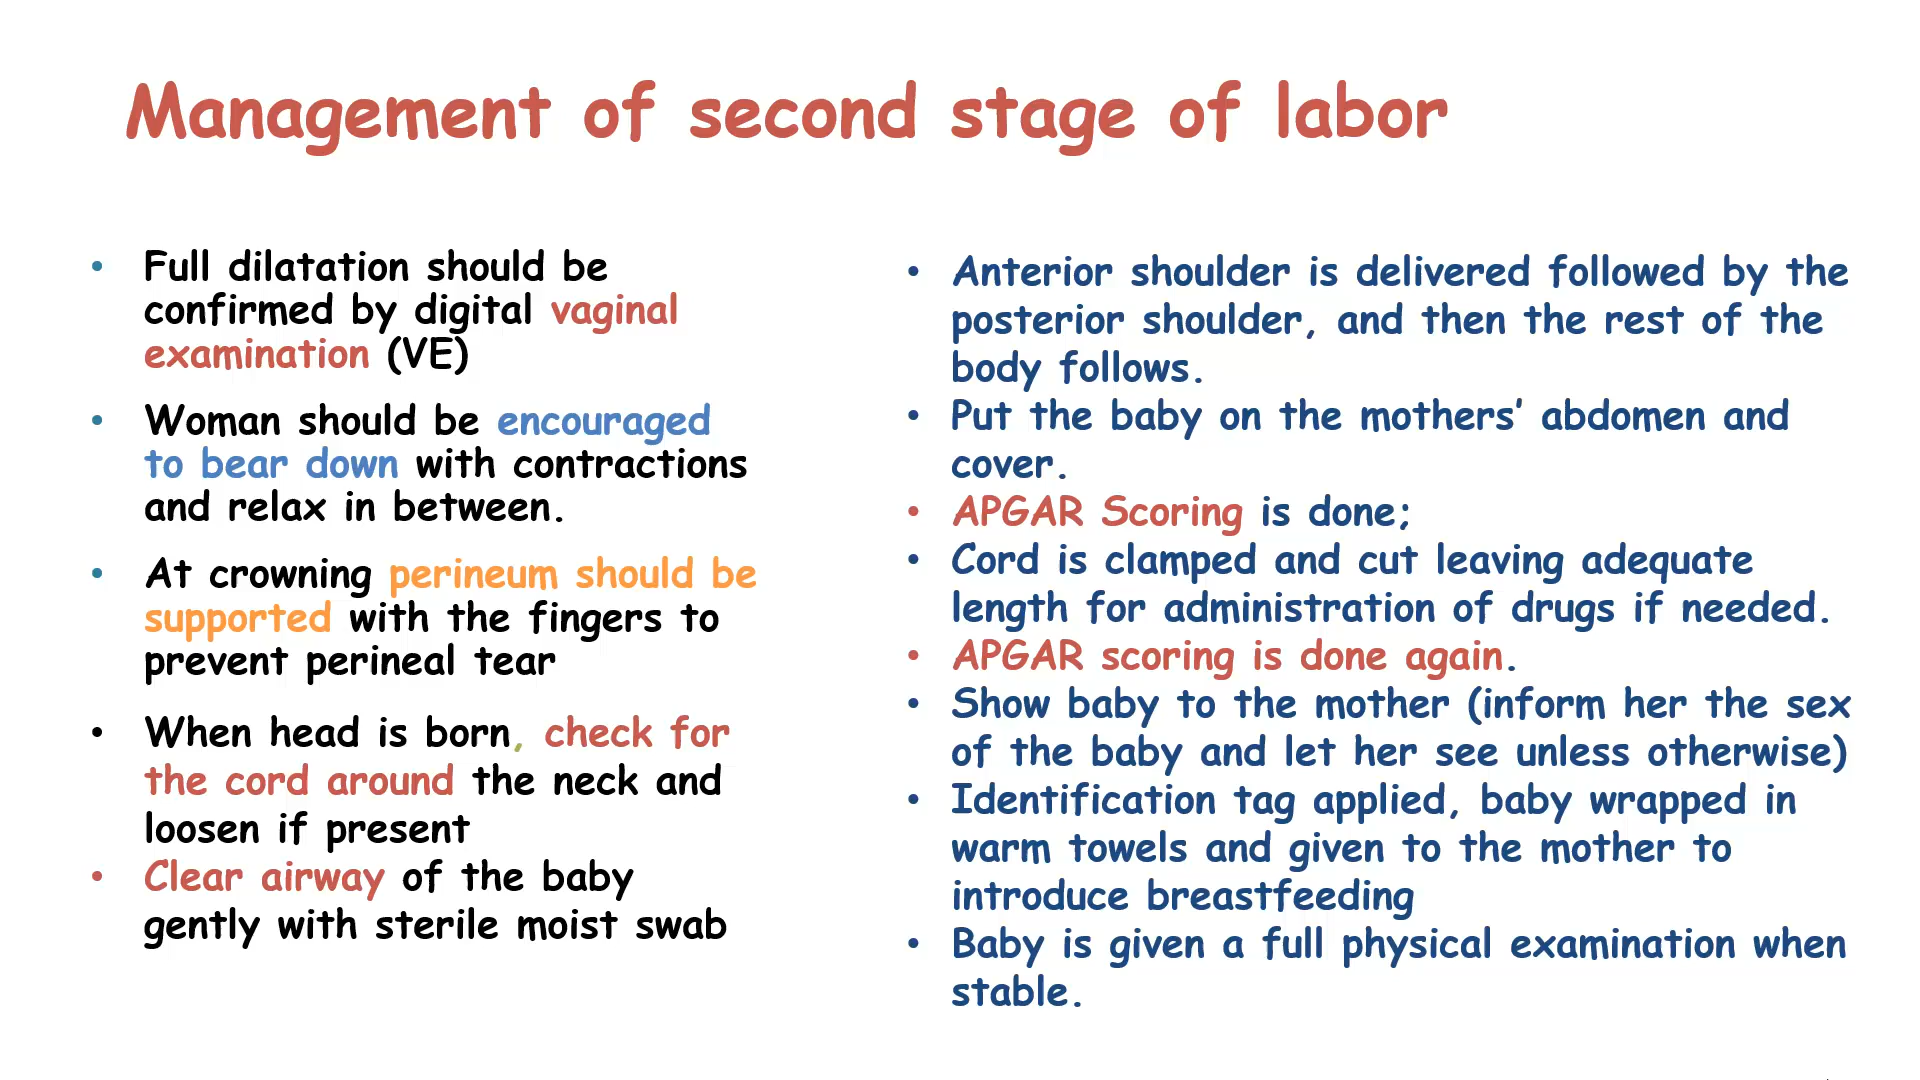 Management of second stage of labor
• Full dilatation should be
confirmed by digital vaginal
examination (VE)
• Woman should be encouraged
to bear down with contractions
and relax in between.
• At crowning perineum should be
supported with the fingers to
prevent perineal tear
• When head is born, check for
the cord around the neck and
loosen if present
• Clear airway of the baby
gently with sterile moist swab
• Anterior shoulder is delivered followed by the
posterior shoulder, and then the rest of the
body follows.
• Put the baby on the mothers’ abdomen and
cover.
• APGAR Scoring is done;
• Cord is clamped and cut leaving adequate
length for administration of drugs if needed.
• APGAR scoring is done again.
• Show baby to the mother (inform her the sex
of the baby and let her see unless otherwise)
• Identification tag applied, baby wrapped in
warm towels and given to the mother to
introduce breastfeeding
• Baby is given a full physical examination when
stable.